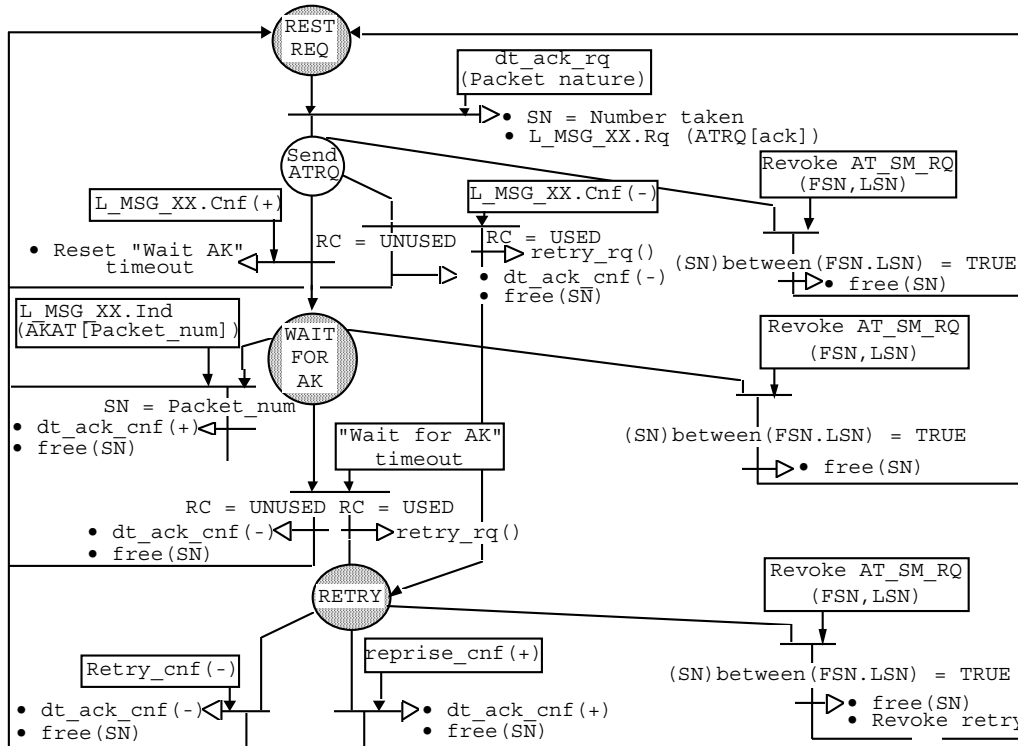 REST
REQ
dt_ack_rq
(Packet nature)
• SN = Number taken
• L_MSG_XX.Rq (ATRQ[ack])
Send
ATRQ
Revoke AT_SM_RQ
(FSN,LSN)
L_MSG_XX.Cnf(+)
L_MSG_XX.Cnf(-)
• Reset "Wait AK"
timeout
RC = UNUSED
RC = USED
retry_rq()
• dt_ack_cnf(-)
• free(SN)
(SN)between(FSN.LSN) = TRUE
• free(SN)
L_MSG_XX.Ind
(AKAT[Packet_num])
WAIT
FOR
AK
Revoke AT_SM_RQ
(FSN,LSN)
SN = Packet_num
• dt_ack_cnf(+)
• free(SN)
"Wait for AK"
timeout
(SN)between(FSN.LSN) = TRUE
• free(SN)
RC = UNUSED
RC = USED
• dt_ack_cnf(-)
• free(SN)
retry_rq()
RETRY
Revoke AT_SM_RQ
(FSN,LSN)
Retry_cnf(-)
reprise_cnf(+)
(SN)between(FSN.LSN) = TRUE
• dt_ack_cnf(-)
• free(SN)
• dt_ack_cnf(+)
• free(SN)
• free(SN)
• Revoke retry